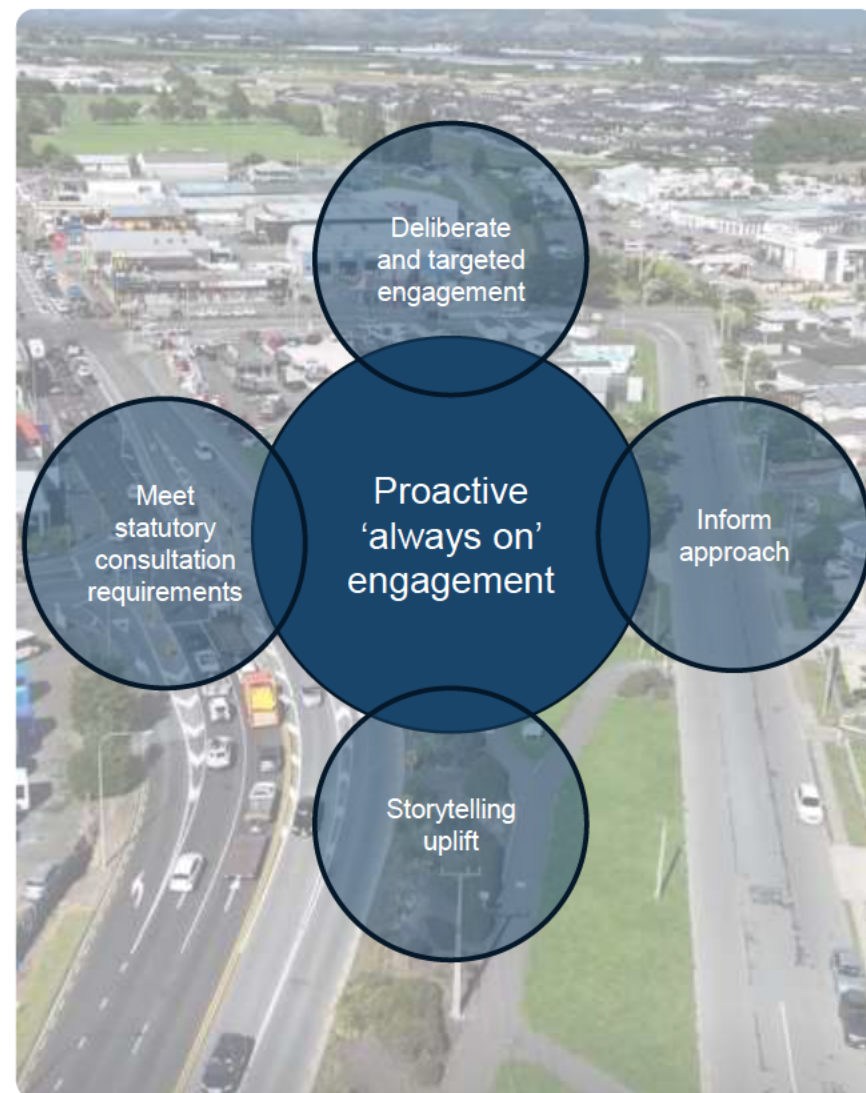 Deliberate
and targeted
engagement
Meet
statutory
consultation
requirements
Proactive
‘always on’
engagement
Inform
approach
Storytelling
uplift